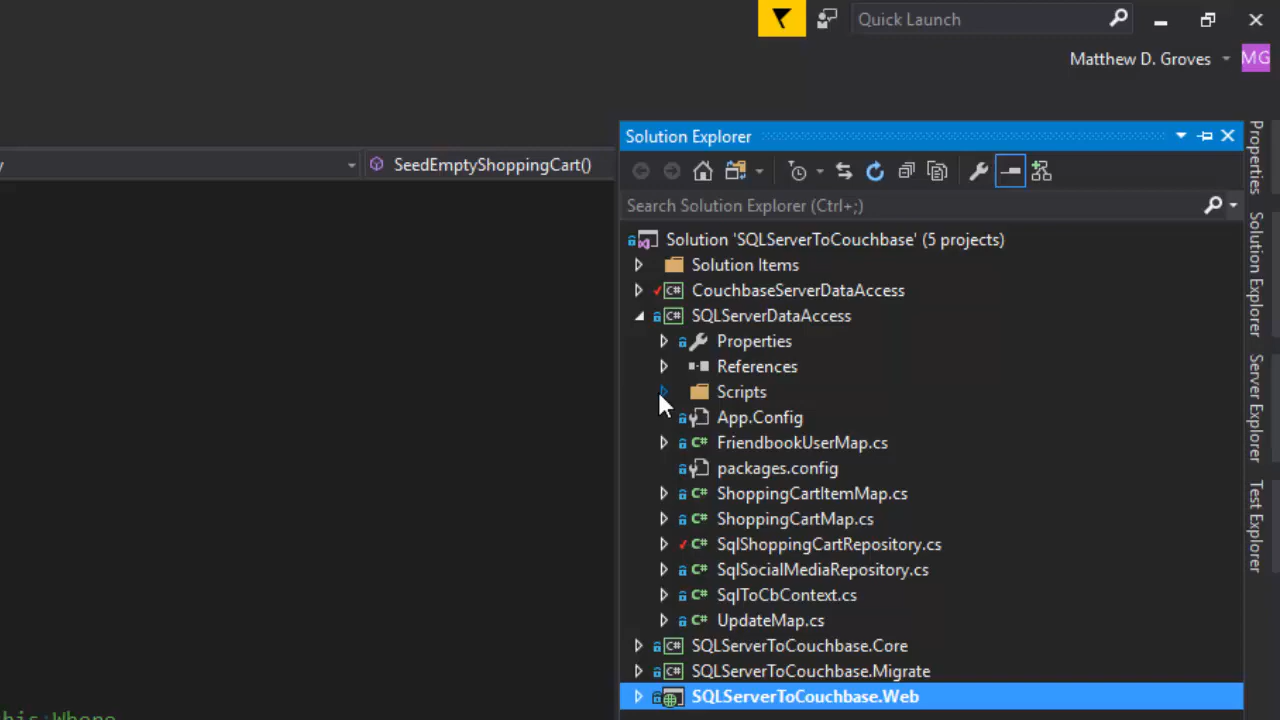 Quick Launch
Matthew D. Groves MG
Solution Explorer
y SeedEmptyShoppingCart()
Search Solution Explorer (Ctrl+;)
Solution 'SQLServerToCouchbase' (5 projects)
Solution Items
C# CouchbaseServerDataAccess
C# SQLServerDataAccess
Properties
References
Scripts
App.Config
C# FriendbookUserMap.cs
packages.config
C# ShoppingCartItemMap.cs
C# ShoppingCartMap.cs
C# SqlShoppingCartRepository.cs
C# SqlSocialMediaRepository.cs
C# SqlToCbContext.cs
C# UpdateMap.cs
C# SQLServerToCouchbase.Core
C# SQLServerToCouchbase.Migrate
SQLServerToCouchbase.Web
Properties
Solution Explorer
Server Explorer
Test Explorer